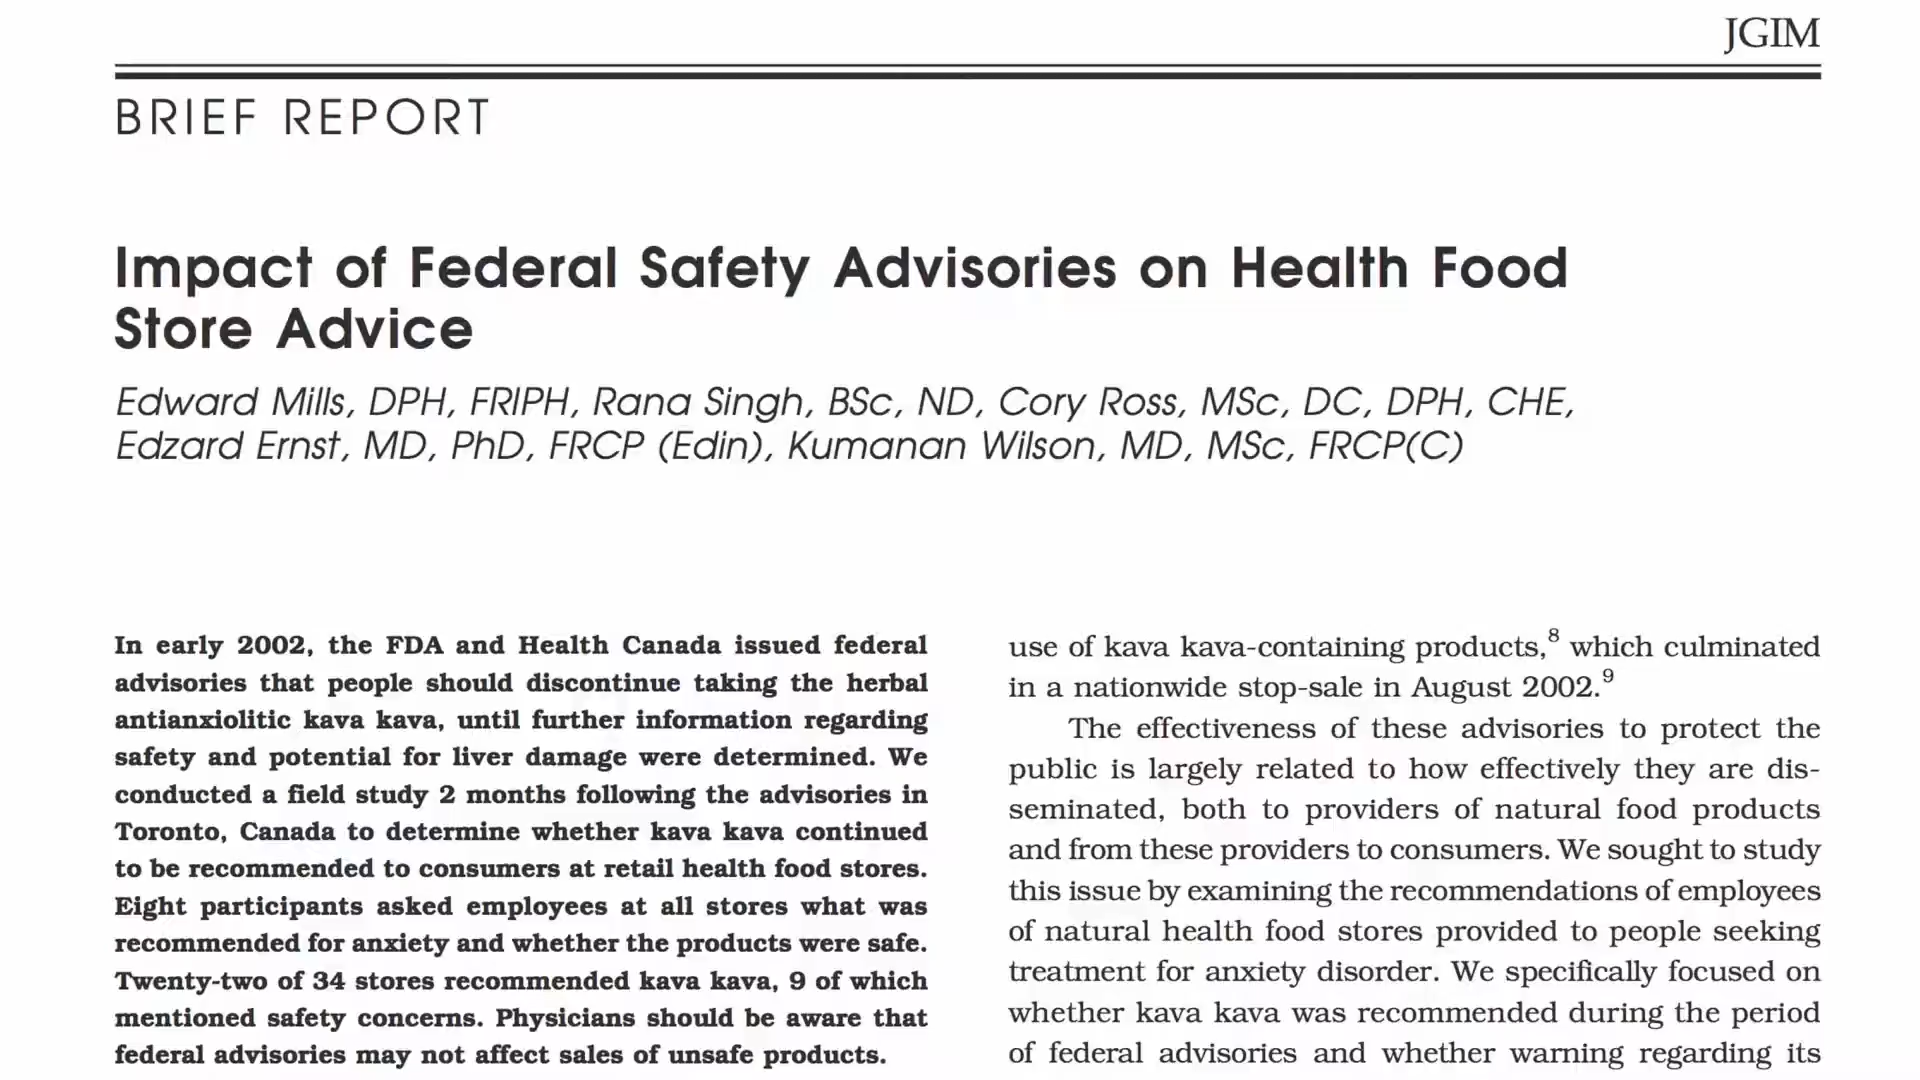 JGIM
BRIEF REPORT
Impact of Federal Safety Advisories on Health Food
Store Advice
Edward Mills, DPH, FRIPH, Rana Singh, BSc, ND, Cory Ross, MSc, DC, DPH, CHE,
Edzard Ernst, MD, PhD, FRCP (Edin), Kumanan Wilson, MD, MSc, FRCP(C)
In early 2002, the FDA and Health Canada issued federal
advisories that people should discontinue taking the herbal
antianxiolitic kava kava, until further information regarding
safety and potential for liver damage were determined. We
conducted a field study 2 months following the advisories in
Toronto, Canada to determine whether kava kava continued
to be recommended to consumers at retail health food stores.
Eight participants asked employees at all stores what was
recommended for anxiety and whether the products were safe.
Twenty-two of 34 stores recommended kava kava, 9 of which
mentioned safety concerns. Physicians should be aware that
federal advisories may not affect sales of unsafe products.
use of kava kava-containing products,8 which culminated
in a nationwide stop-sale in August 2002.9
The effectiveness of these advisories to protect the
public is largely related to how effectively they are dis-
seminated, both to providers of natural food products
and from these providers to consumers. We sought to study
this issue by examining the recommendations of employees
of natural health food stores provided to people seeking
treatment for anxiety disorder. We specifically focused on
whether kava kava was recommended during the period
of federal advisories and whether warning regarding its